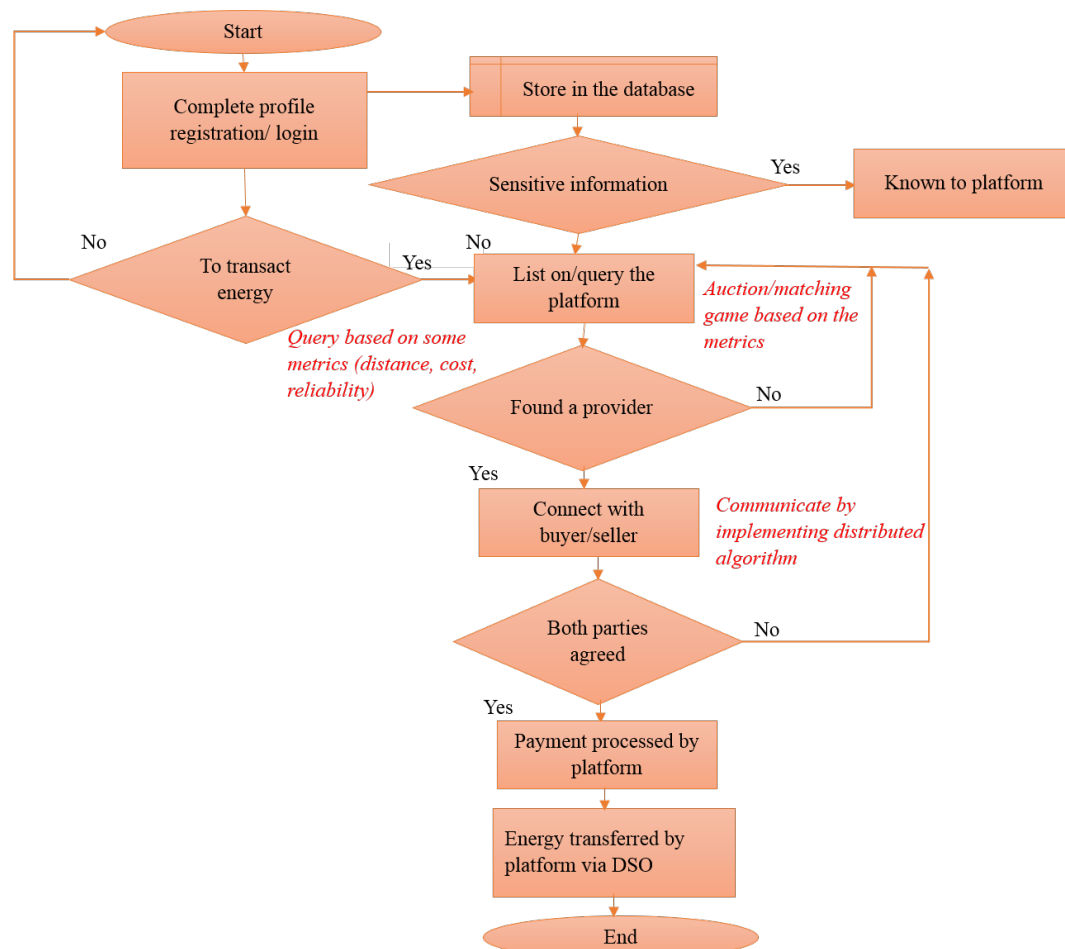 Start
Store in the database
Complete profile
registration/ login
Sensitive information
Yes
Known to platform
No
To transact
energy
Yes
No
List on/query the
platform
Auction/matching
game based on the
metrics
Query based on some
metrics (distance, cost,
reliability)
Found a provider
No
Yes
Connect with
buyer/seller
Communicate by
implementing distributed
algorithm
Both parties
agreed
No
Yes
Payment processed by
platform
Energy transferred by
platform via DSO
End